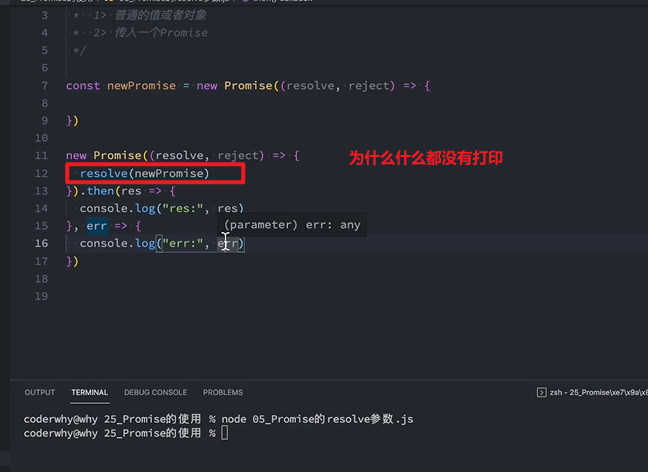 3 * 1> 普通的值或者对象
4 * 2> 传入一个Promise
5 */
6
7 const newPromise = new Promise((resolve, reject) => {
8
9 })
10
11 new Promise((resolve, reject) => {
为什么什么都没有打印
12 resolve(newPromise)
13 }).then(res => {
14 console.log("res:", res)
15 }, err => {
(parameter) err: any
16 console.log("err:", err)
17 })
18
19
OUTPUT TERMINAL DEBUG CONSOLE PROBLEMS
zsh - 25_Promise\xe7\x9a\x8
coderwhy@why 25_Promise的使用 % node 05_Promise的resolve参数.js
coderwhy@why 25_Promise的使用 %